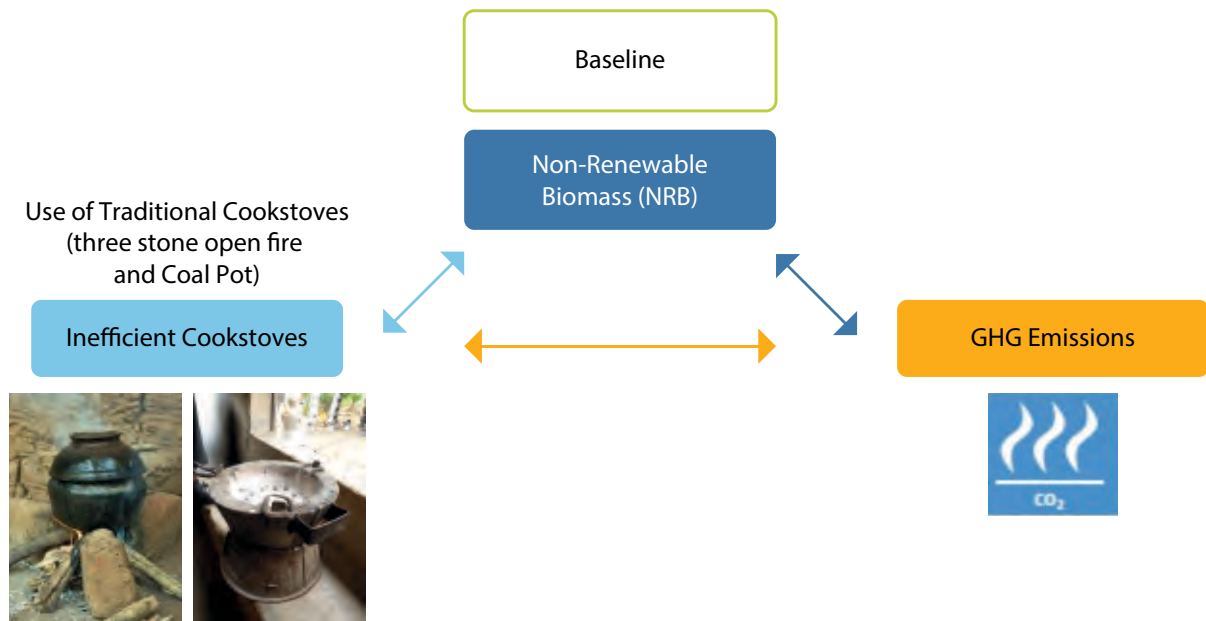 Baseline
Non-Renewable
Biomass (NRB)
Use of Traditional Cookstoves
(three stone open fire
and Coal Pot)
Inefficient Cookstoves
GHG Emissions
CO₂